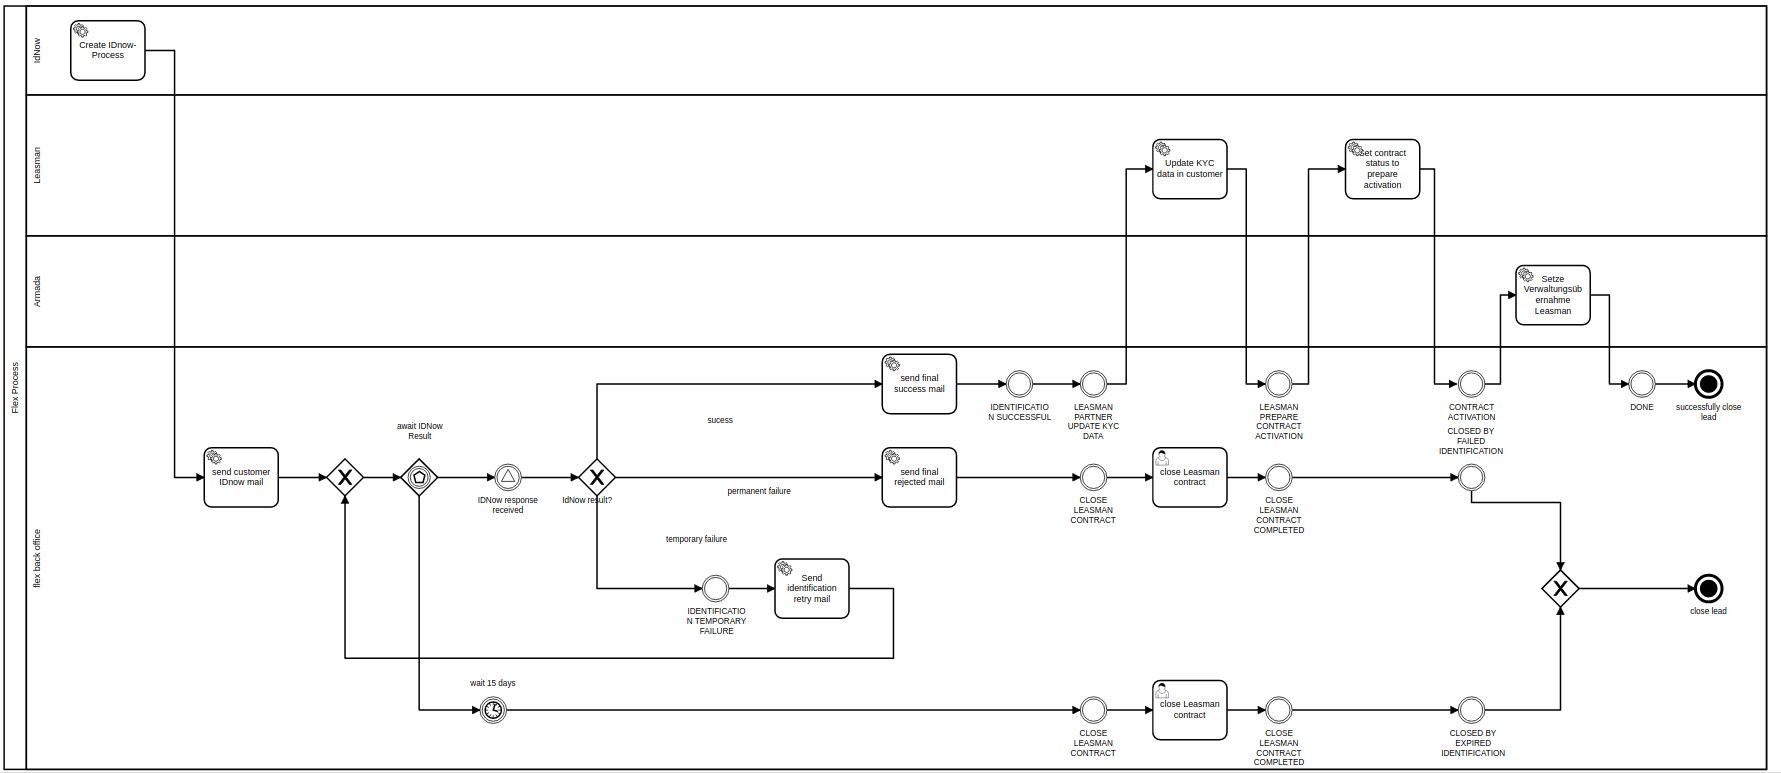 Flex Process
IdNow
Create IDnow-
Process
Leasman
Update KYC
data in customer
Set contract
status to
prepare
activation
Armada
Setze
Verwaltungsüb
ernahme
Leasman
flex back office
send final
success mail
IDENTIFICATIO
N SUCCESSFUL
LEASMAN
PARTNER
UPDATE KYC
DATA
LEASMAN
PREPARE
CONTRACT
ACTIVATION
CONTRACT
ACTIVATION
DONE
successfully close
lead
sucess
await IDNow
Result
send customer
IDnow mail
IDNow response
received
IdNow result?
permanent failure
send final
rejected mail
CLOSE
LEASMAN
CONTRACT
close Leasman
contract
CLOSE
LEASMAN
CONTRACT
COMPLETED
CLOSED BY
FAILED
IDENTIFICATION
temporary failure
IDENTIFICATIO
N TEMPORARY
FAILURE
Send
identification
retry mail
close lead
wait 15 days
CLOSE
LEASMAN
CONTRACT
close Leasman
contract
CLOSE
LEASMAN
CONTRACT
COMPLETED
CLOSED BY
EXPIRED
IDENTIFICATION